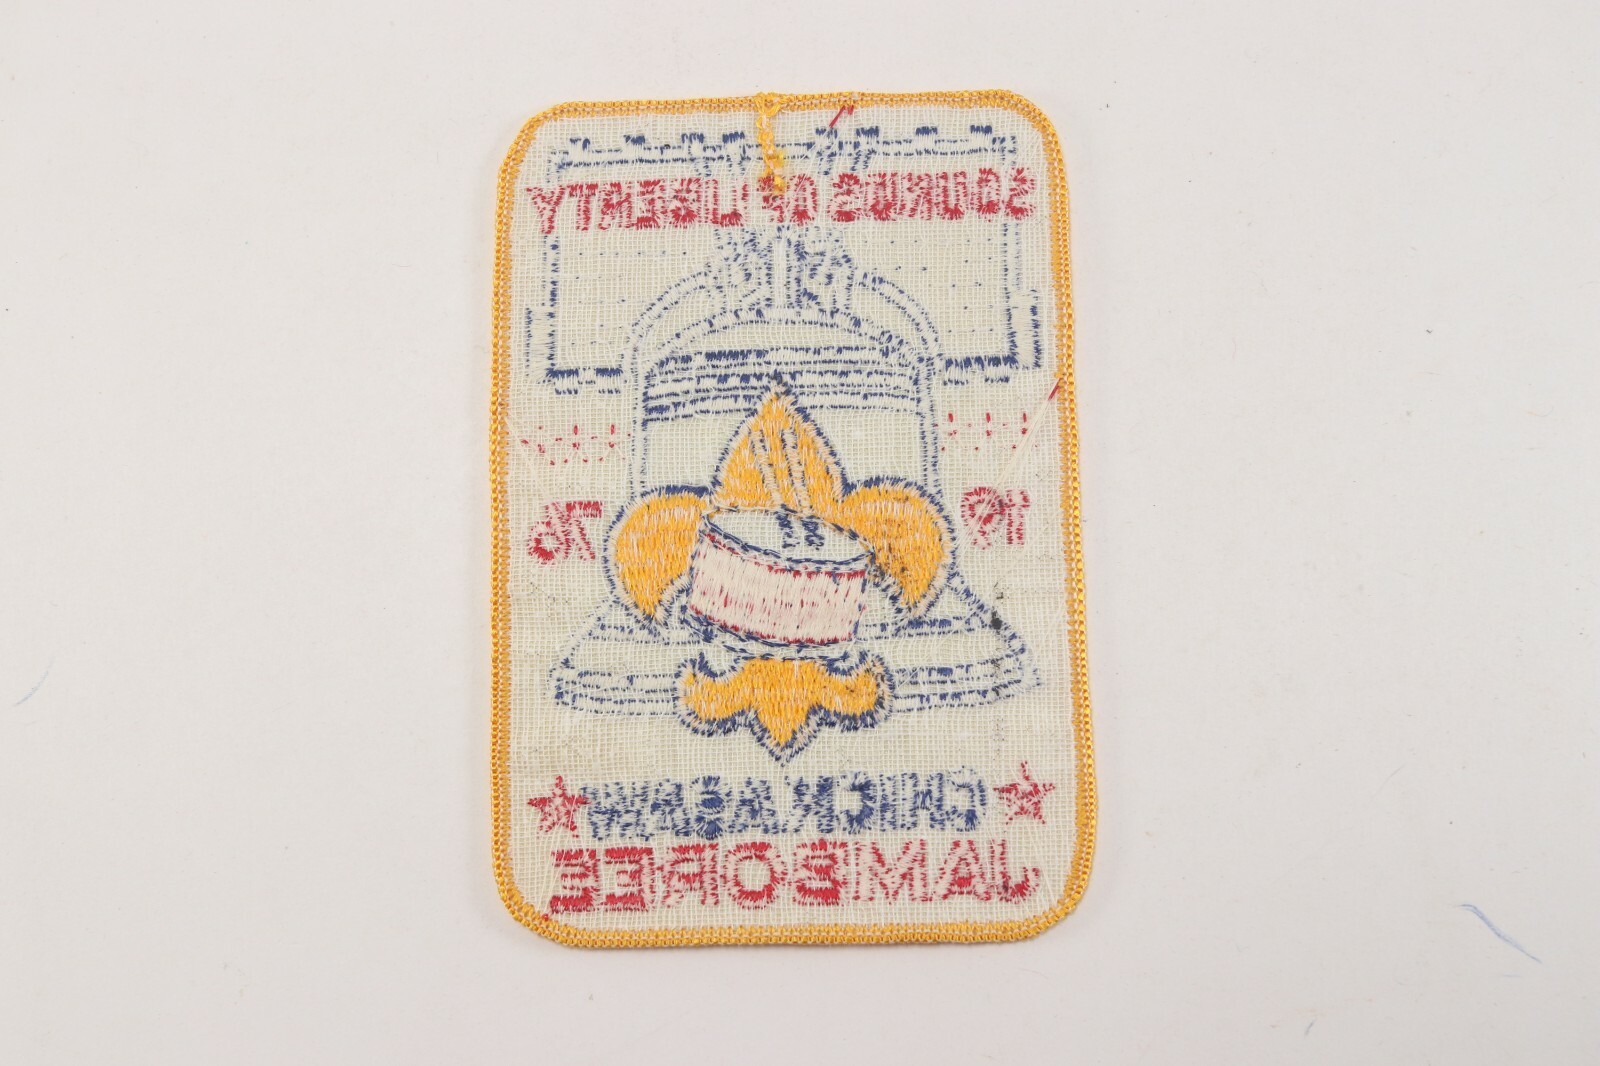 SOUNDS OF LIBERTY
19 76
CHICKASAW
JAMBOREE